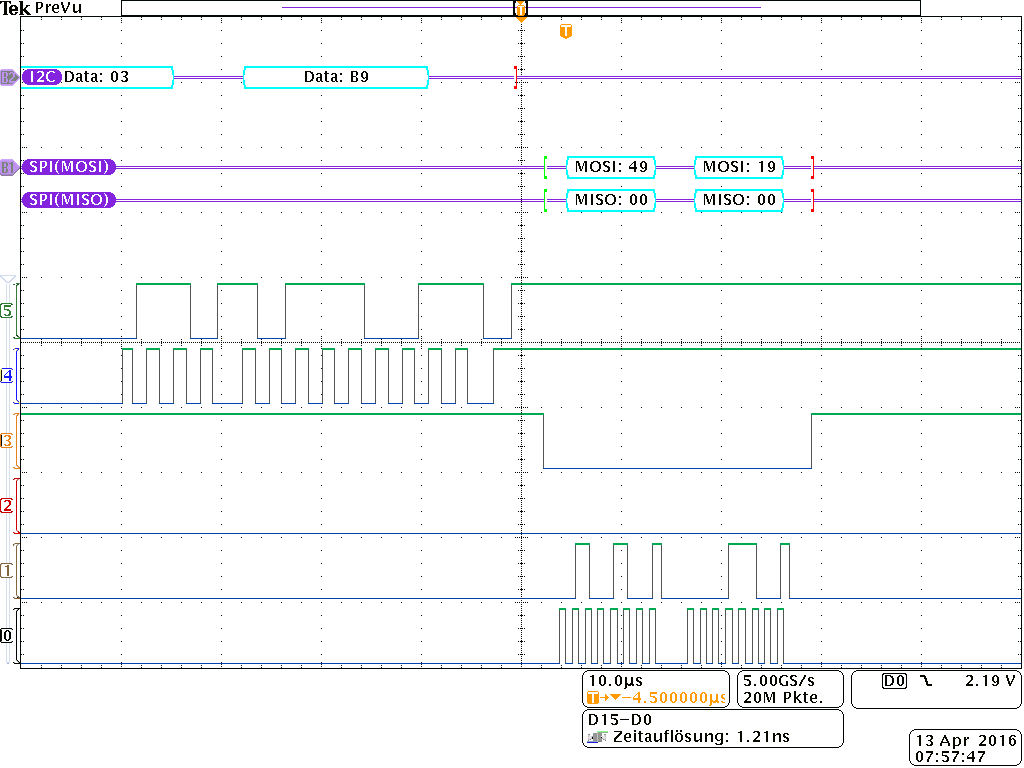 Tek PreVu
T
T
B2 I2C Data: 03 Data: B9
B1 SPI(MOSI) MOSI: 49 MOSI: 19
SPI(MISO) MISO: 00 MISO: 00
5
4
3
2
1
0
10.0µs
T→▼−4.500000µs
5.00GS/s
20M Pkte.
D0 2.19 V
D15−D0
Zeitauflösung: 1.21ns
13 Apr 2016
07:57:47